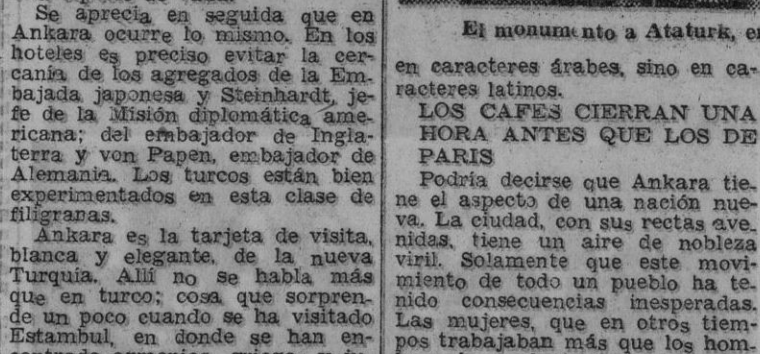 Se aprecia en seguida que en
Ankara ocurre lo mismo. En los
hoteles es preciso evitar la cer-
canía de los agregados de la Em-
bajada japonesa y Steinhardt, je-
fe de la Misión diplomática ame-
ricana; del embajador de Ingla-
terra y von Papen, embajador de
Alemania. Los turcos están bien
experimentados en esta clase de
filigranas.
Ankara es la tarjeta de visita,
blanca y elegante, de la nueva
Turquía. Allí no se habla más
que en turco; cosa que sorpren-
de un poco cuando se ha visitado
Estambul, en donde se han en-
El monumento a Ataturk,
en caracteres árabes, sino en ca-
racteres latinos.
LOS CAFES CIERRAN UNA
HORA ANTES QUE LOS DE
PARIS
Podría decirse que Ankara tie-
ne el aspecto de una nación nue-
va. La ciudad, con sus rectas ave-
nidas, tiene un aire de nobleza
viril. Solamente que este movi-
miento de todo un pueblo ha te-
nido consecuencias inesperadas.
Las mujeres, que en otros tiem-
pos trabajaban más que los hom-